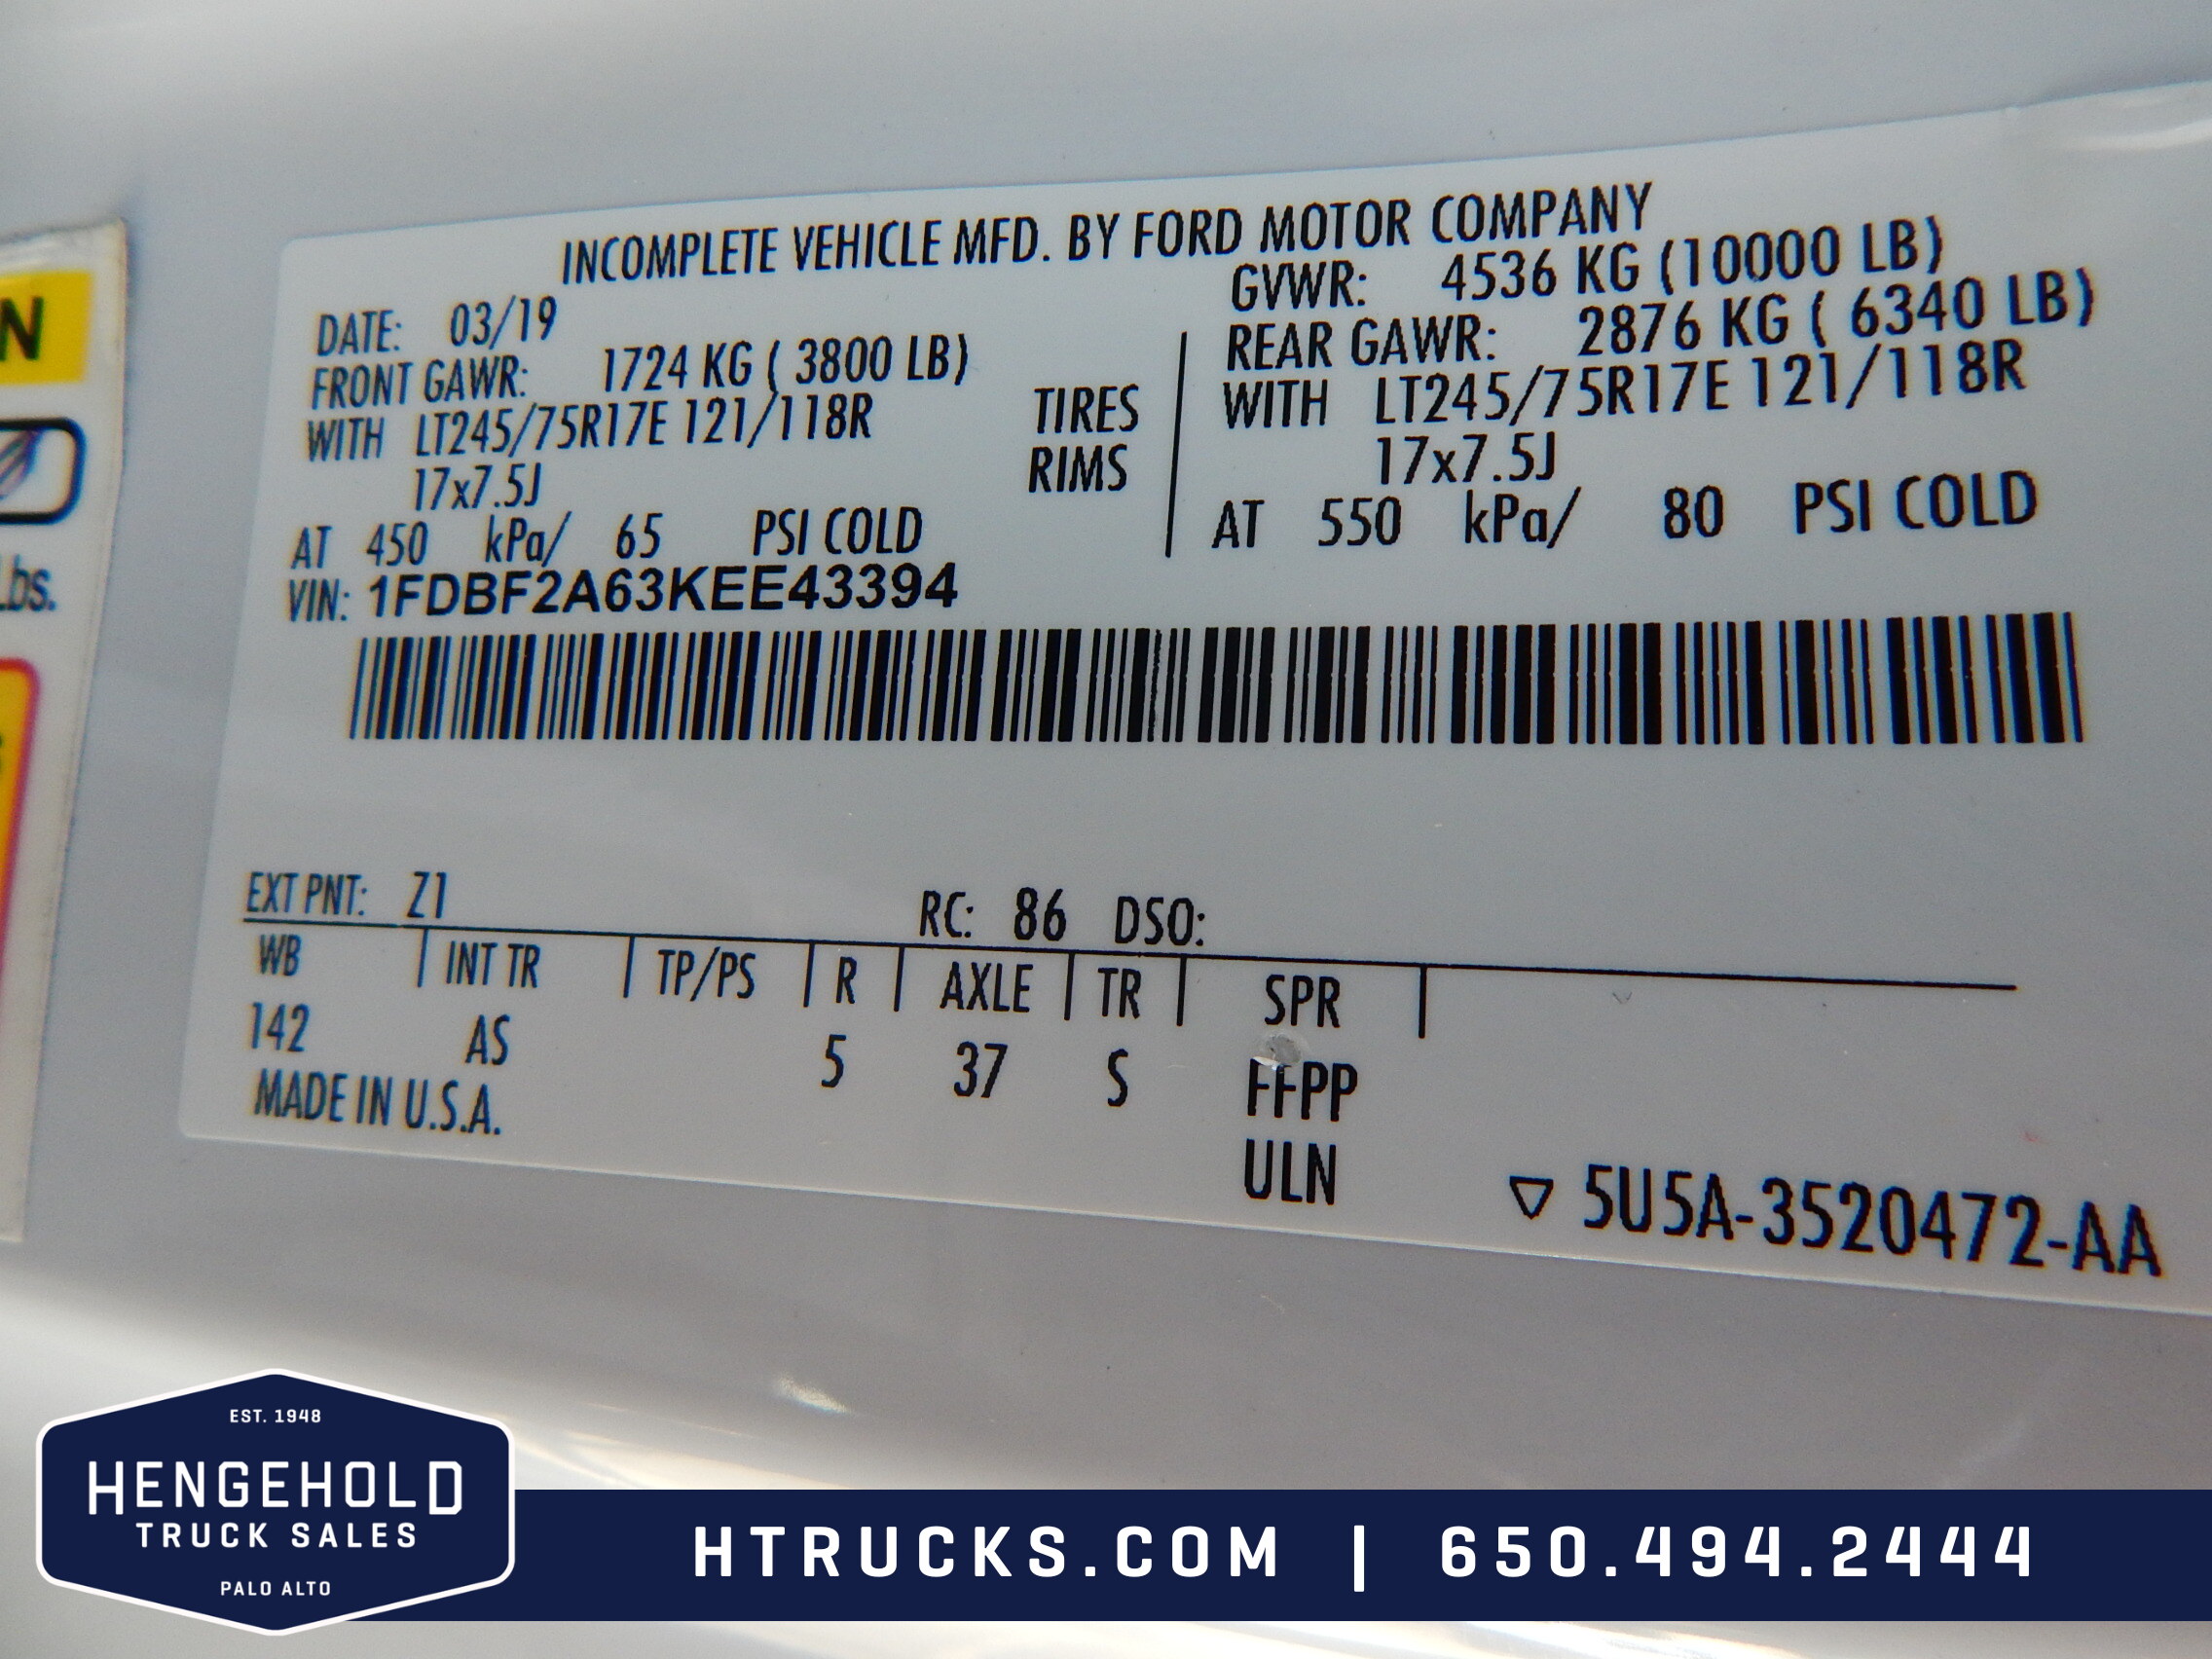 INCOMPLETE VEHICLE MFD. BY FORD MOTOR COMPANY
DATE: 03/19
GVWR: 4536 KG (10000 LB)
FRONT GAWR: 1724 KG ( 3800 LB)
REAR GAWR: 2876 KG ( 6340 LB)
WITH LT245/75R17E 121/118R TIRES WITH LT245/75R17E 121/118R
17x7.5J RIMS 17x7.5J
AT 450 kPa/ 65 PSI COLD AT 550 kPa/ 80 PSI COLD
VIN: 1FDBF2A63KEE43394
EXT PNT: Z1 RC: 86 DSO:
WB INT TR TP/PS R AXLE TR SPR
142 AS 5 37 S FFPP
MADE IN U.S.A. ULN
▽ 5U5A-3520472-AA
N
Lbs.
EST. 1948
HENGEHOLD
TRUCK SALES
PALO ALTO
HTRUCKS.COM | 650.494.2444